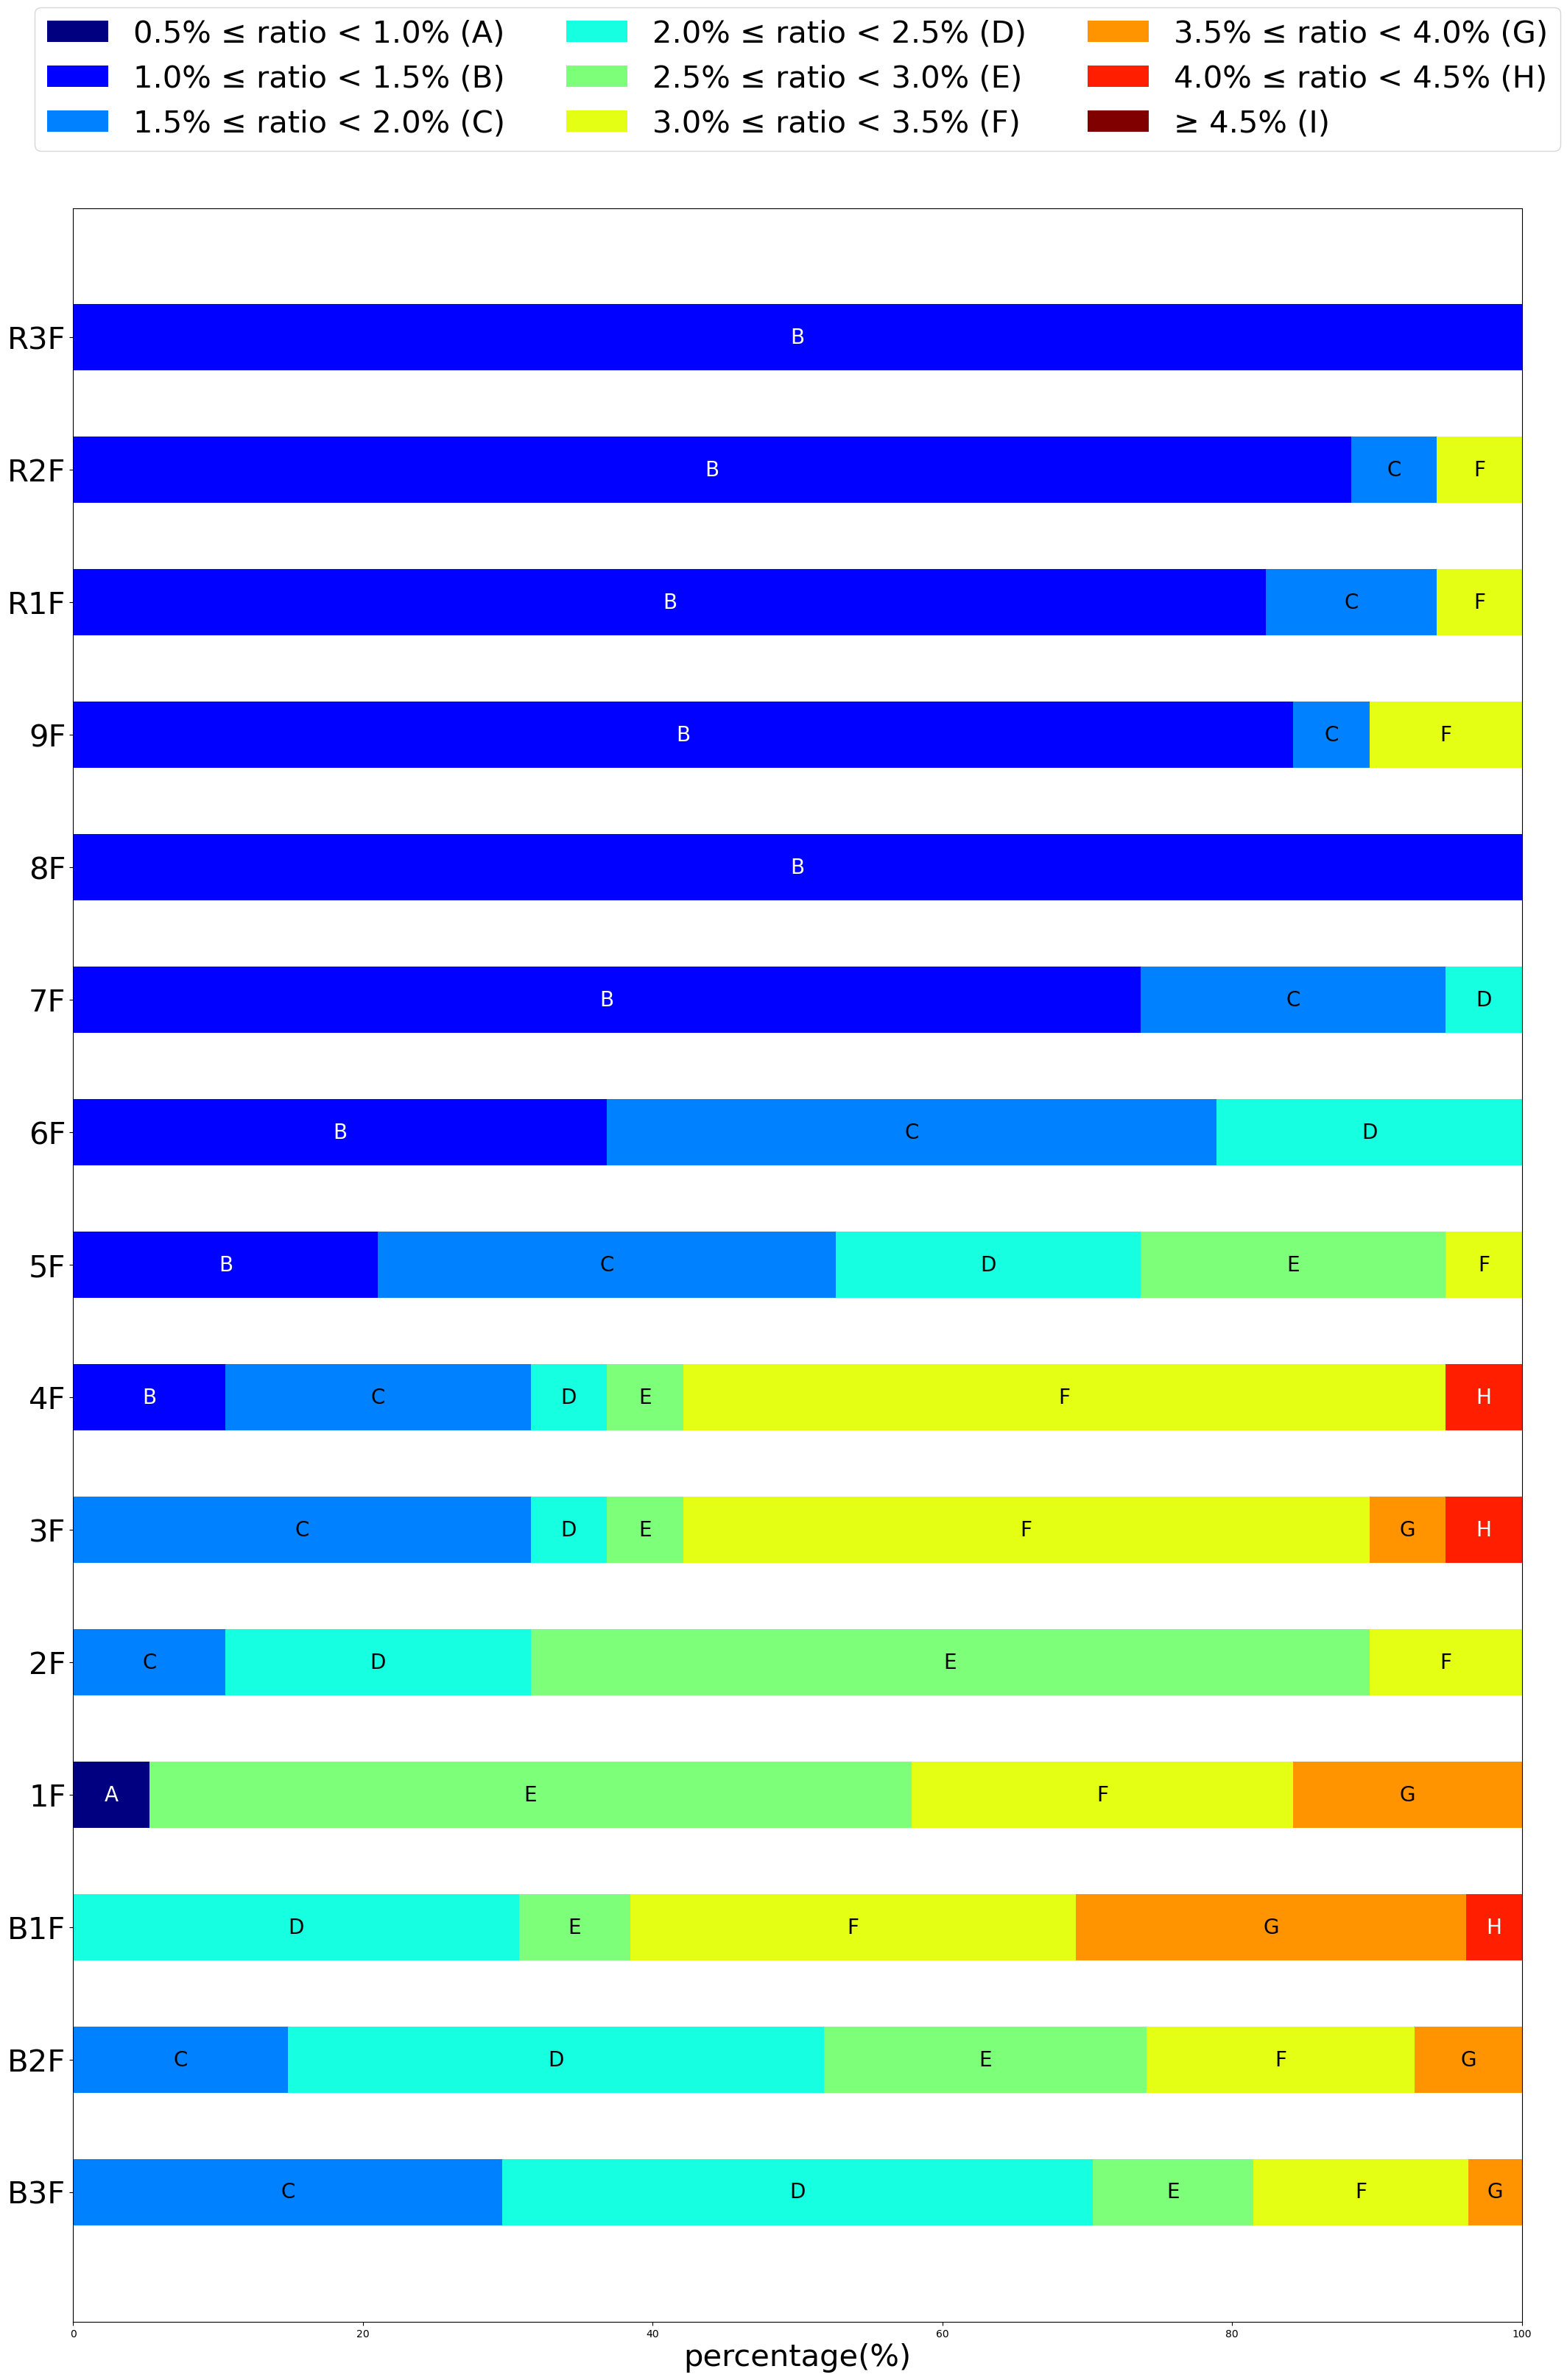 0.5% ≤ ratio < 1.0% (A) 2.0% ≤ ratio < 2.5% (D) 3.5% ≤ ratio < 4.0% (G)
1.0% ≤ ratio < 1.5% (B) 2.5% ≤ ratio < 3.0% (E) 4.0% ≤ ratio < 4.5% (H)
1.5% ≤ ratio < 2.0% (C) 3.0% ≤ ratio < 3.5% (F) ≥ 4.5% (I)
R3F B
R2F B C F
R1F B C F
9F B C F
8F B
7F B C D
6F B C D
5F B C D E F
4F B C D E F H
3F C D E F G H
2F C D E F
1F A E F G
B1F D E F G H
B2F C D E F G
B3F C D E F G
0 20 40 60 80 100
percentage(%)